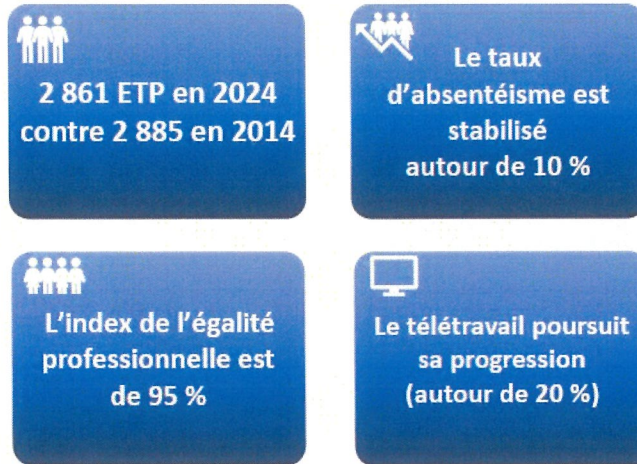 2 861 ETP en 2024
contre 2 885 en 2014
Le taux
d'absentéisme est
stabilisé
autour de 10 %
L'index de l'égalité
professionnelle est
de 95 %
Le télétravail poursuit
sa progression
(autour de 20 %)